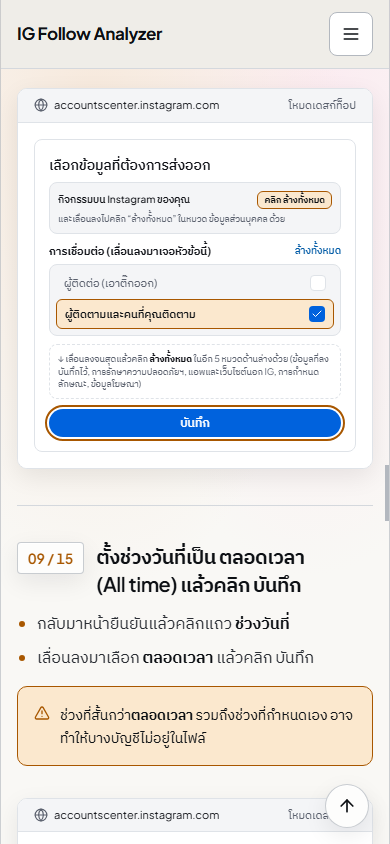 IG Follow Analyzer
accountscenter.instagram.com
โหมดเดสก์ท็อป
เลือกข้อมูลที่ต้องการส่งออก
กิจกรรมบน Instagram ของคุณ
คลิก ล้างทั้งหมด
และเลื่อนลงไปคลิก "ล้างทั้งหมด" ในหมวด ข้อมูลส่วนบุคคล ด้วย
การเชื่อมต่อ (เลื่อนลงมาเจอหัวข้อนี้)
ล้างทั้งหมด
ผู้ติดต่อ (เอาติ๊กออก)
ผู้ติดตามและคนที่คุณติดตาม
↓ เลื่อนลงจนสุดแล้วคลิก ล้างทั้งหมด ในอีก 5 หมวดด้านล่างด้วย (ข้อมูลที่ลง
บันทึกไว้, การรักษาความปลอดภัยฯ, แอพและเว็บไซต์นอก IG, การกำหนด
ลักษณะ, ข้อมูลโฆษณา)
บันทึก
09 / 15
ตั้งช่วงวันที่เป็น ตลอดเวลา
(All time) แล้วคลิก บันทึก
• กลับมาหน้ายืนยันแล้วคลิกแถว ช่วงวันที่
• เลื่อนลงมาเลือก ตลอดเวลา แล้วคลิก บันทึก
ช่วงที่สั้นกว่าตลอดเวลา รวมถึงช่วงที่กำหนดเอง อาจ
ทำให้บางบัญชีไม่อยู่ในไฟล์
accountscenter.instagram.com